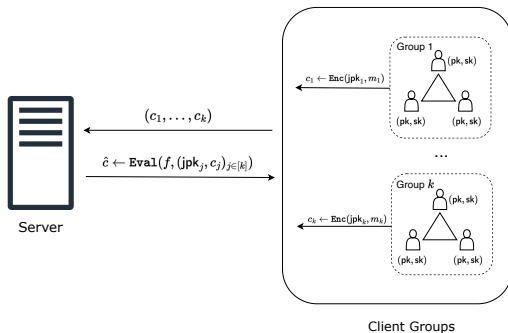 Group 1
(pk, sk)
c₁ ← Enc(jpk₁, m₁)
(pk, sk) (pk, sk)
(c₁, . . . , cₖ)
...
ĉ ← Eval(f, (jpkⱼ, cⱼ)ⱼ∈[k])
Group k
(pk, sk)
cₖ ← Enc(jpkₖ, mₖ)
Server
(pk, sk) (pk, sk)
Client Groups